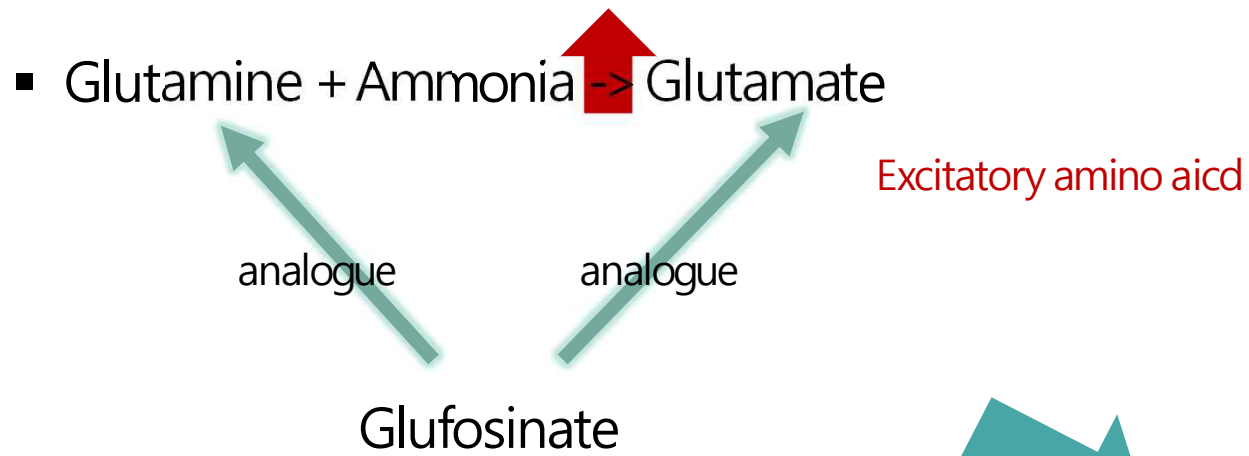 ▪ Glutamine + Ammonia -> Glutamate
Excitatory amino aicd
analogue analogue
Glufosinate